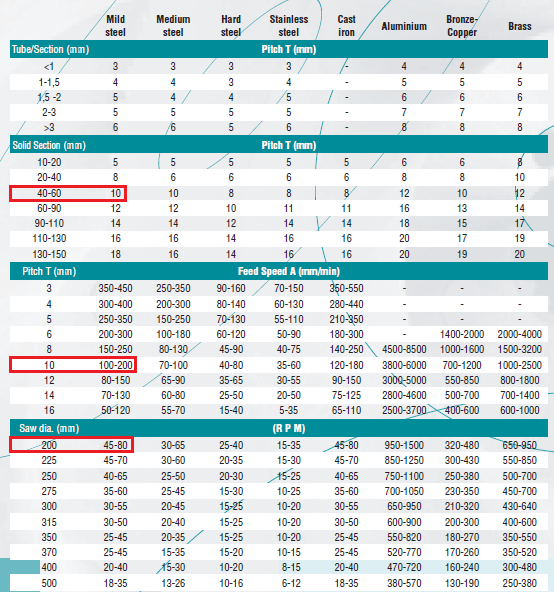 Mild steel Medium steel Hard steel Stainless steel Cast iron Aluminium Bronze-Copper Brass
Tube/Section (mm) Pitch T (mm)
<1 3 3 3 3 - 4 4 4
1-1,5 4 4 3 4 - 5 5 5
1,5 -2 5 4 4 5 - 6 6 6
2-3 5 5 5 5 - 7 7 7
>3 6 6 5 6 - 8 8 8
Solid Section (mm) Pitch T (mm)
10-20 5 5 5 5 5 6 6 8
20-40 8 6 6 6 6 8 8 10
40-60 10 10 8 8 8 12 10 12
60-90 12 12 10 11 11 16 13 14
90-110 14 14 12 14 14 18 15 17
110-130 16 16 14 16 16 20 17 19
130-150 18 16 14 16 16 20 19 20
Pitch T (mm) Feed Speed A (mm/min)
3 350-450 250-350 90-160 70-150 350-550 - - -
4 300-400 200-300 80-140 60-130 280-440 - - -
5 250-350 150-250 70-130 55-110 210-350 - - -
6 200-300 100-180 60-120 50-90 180-300 - 1400-2000 2000-4000
8 150-250 80-130 45-90 40-75 140-250 4500-8500 1000-1600 1500-3200
10 100-200 70-100 40-80 35-60 120-180 3800-6000 700-1200 1000-2500
12 80-150 65-90 35-65 30-55 90-150 3000-5000 550-850 800-1800
14 70-130 60-80 25-50 20-50 75-125 2800-4600 500-700 700-1400
16 50-120 55-70 15-40 5-35 65-110 2500-3700 400-600 600-1000
Saw dia. (mm) (R P M)
200 45-80 30-65 25-40 15-35 45-80 950-1500 320-480 650-950
225 45-70 30-60 20-35 15-30 45-70 850-1250 300-430 550-850
250 40-65 25-50 20-30 15-25 40-65 750-1100 250-380 500-700
275 35-60 25-45 15-30 10-25 35-60 700-1050 230-350 450-700
300 30-55 20-45 15-25 10-20 30-55 650-950 210-320 430-640
315 30-50 20-40 15-25 10-20 30-50 600-900 200-300 400-600
350 25-45 20-35 15-25 10-20 25-45 550-820 180-270 350-550
370 25-45 15-35 15-20 10-15 25-45 520-770 170-260 350-520
400 20-40 15-30 10-20 8-15 20-40 470-720 160-240 300-480
500 18-35 13-26 10-16 6-12 18-35 380-570 130-190 250-380